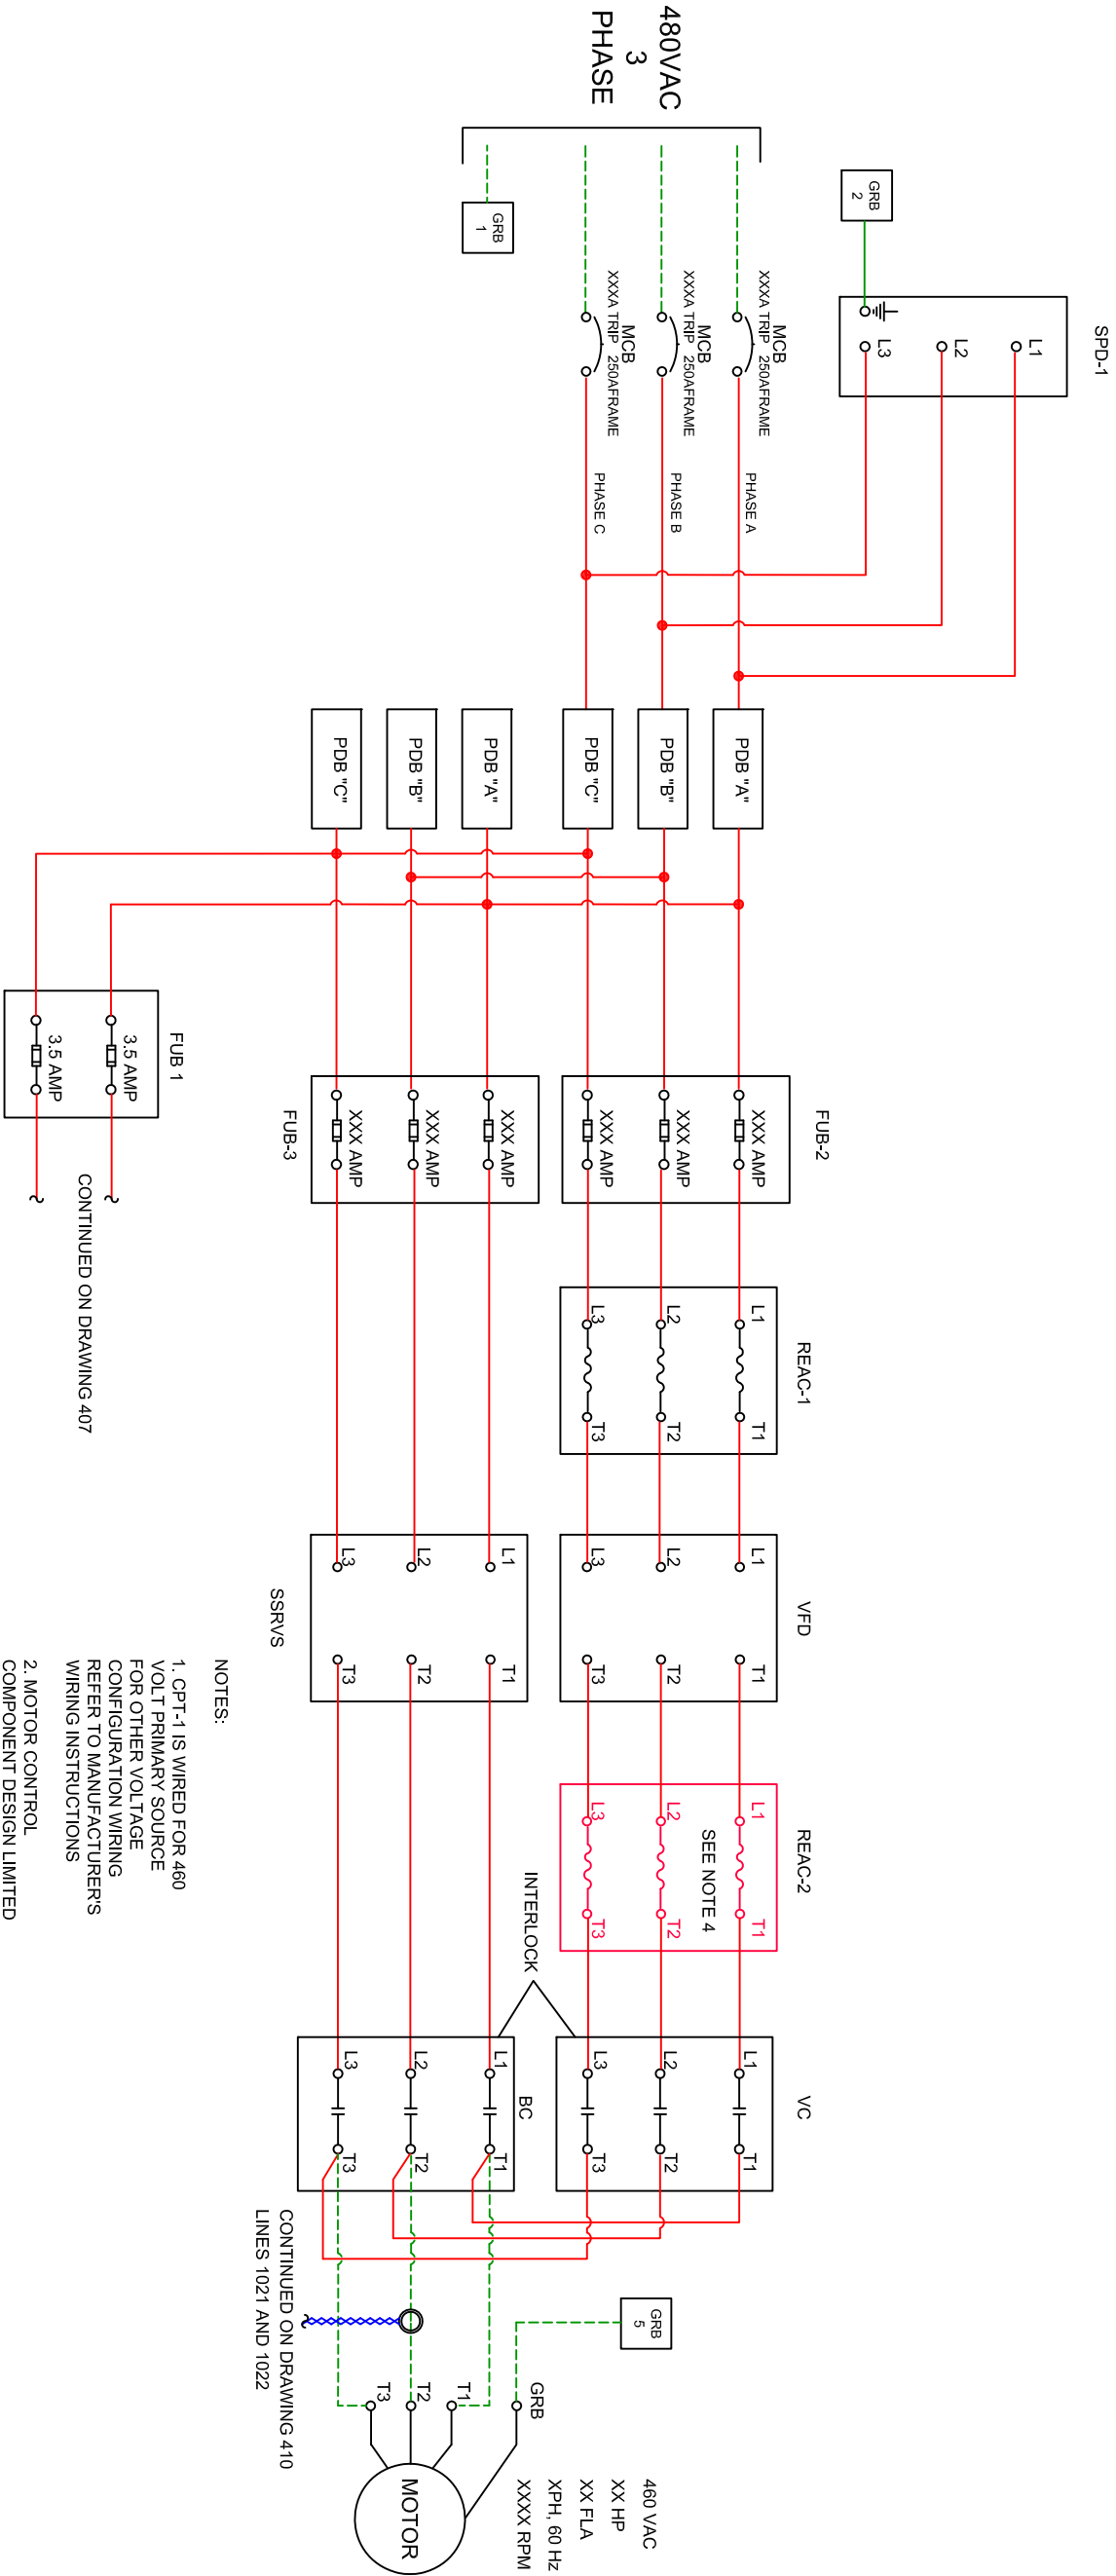 480VAC
3
PHASE
GRB
1
GRB
2
SPD-1
L1
L2
L3
MCB
XXXA TRIP 250AFRAME
MCB
XXXA TRIP 250AFRAME
MCB
XXXA TRIP 250AFRAME
PHASE A
PHASE B
PHASE C
PDB "A"
PDB "B"
PDB "C"
PDB "A"
PDB "B"
PDB "C"
FUB 1
3.5 AMP
3.5 AMP
CONTINUED ON DRAWING 407
FUB-2
XXX AMP
XXX AMP
XXX AMP
XXX AMP
XXX AMP
XXX AMP
FUB-3
REAC-1
L1
T1
L2
T2
L3
T3
VFD
L1
T1
L2
T2
L3
T3
L1
T1
L2
T2
L3
T3
SSRVS
REAC-2
L1
T1
SEE NOTE 4
L2
T2
L3
T3
INTERLOCK
VC
L1
T1
L2
T2
L3
T3
BC
L1
T1
L2
T2
L3
T3
CONTINUED ON DRAWING 410
LINES 1021 AND 1022
GRB
5
GRB
T1
T2
T3
MOTOR
460 VAC
XX HP
XX FLA
XPH, 60 Hz
XXXX RPM
NOTES:
1. CPT-1 IS WIRED FOR 460
VOLT PRIMARY SOURCE
FOR OTHER VOLTAGE
CONFIGURATION WIRING
REFER TO MANUFACTURER'S
WIRING INSTRUCTIONS
2. MOTOR CONTROL
COMPONENT DESIGN LIMITED